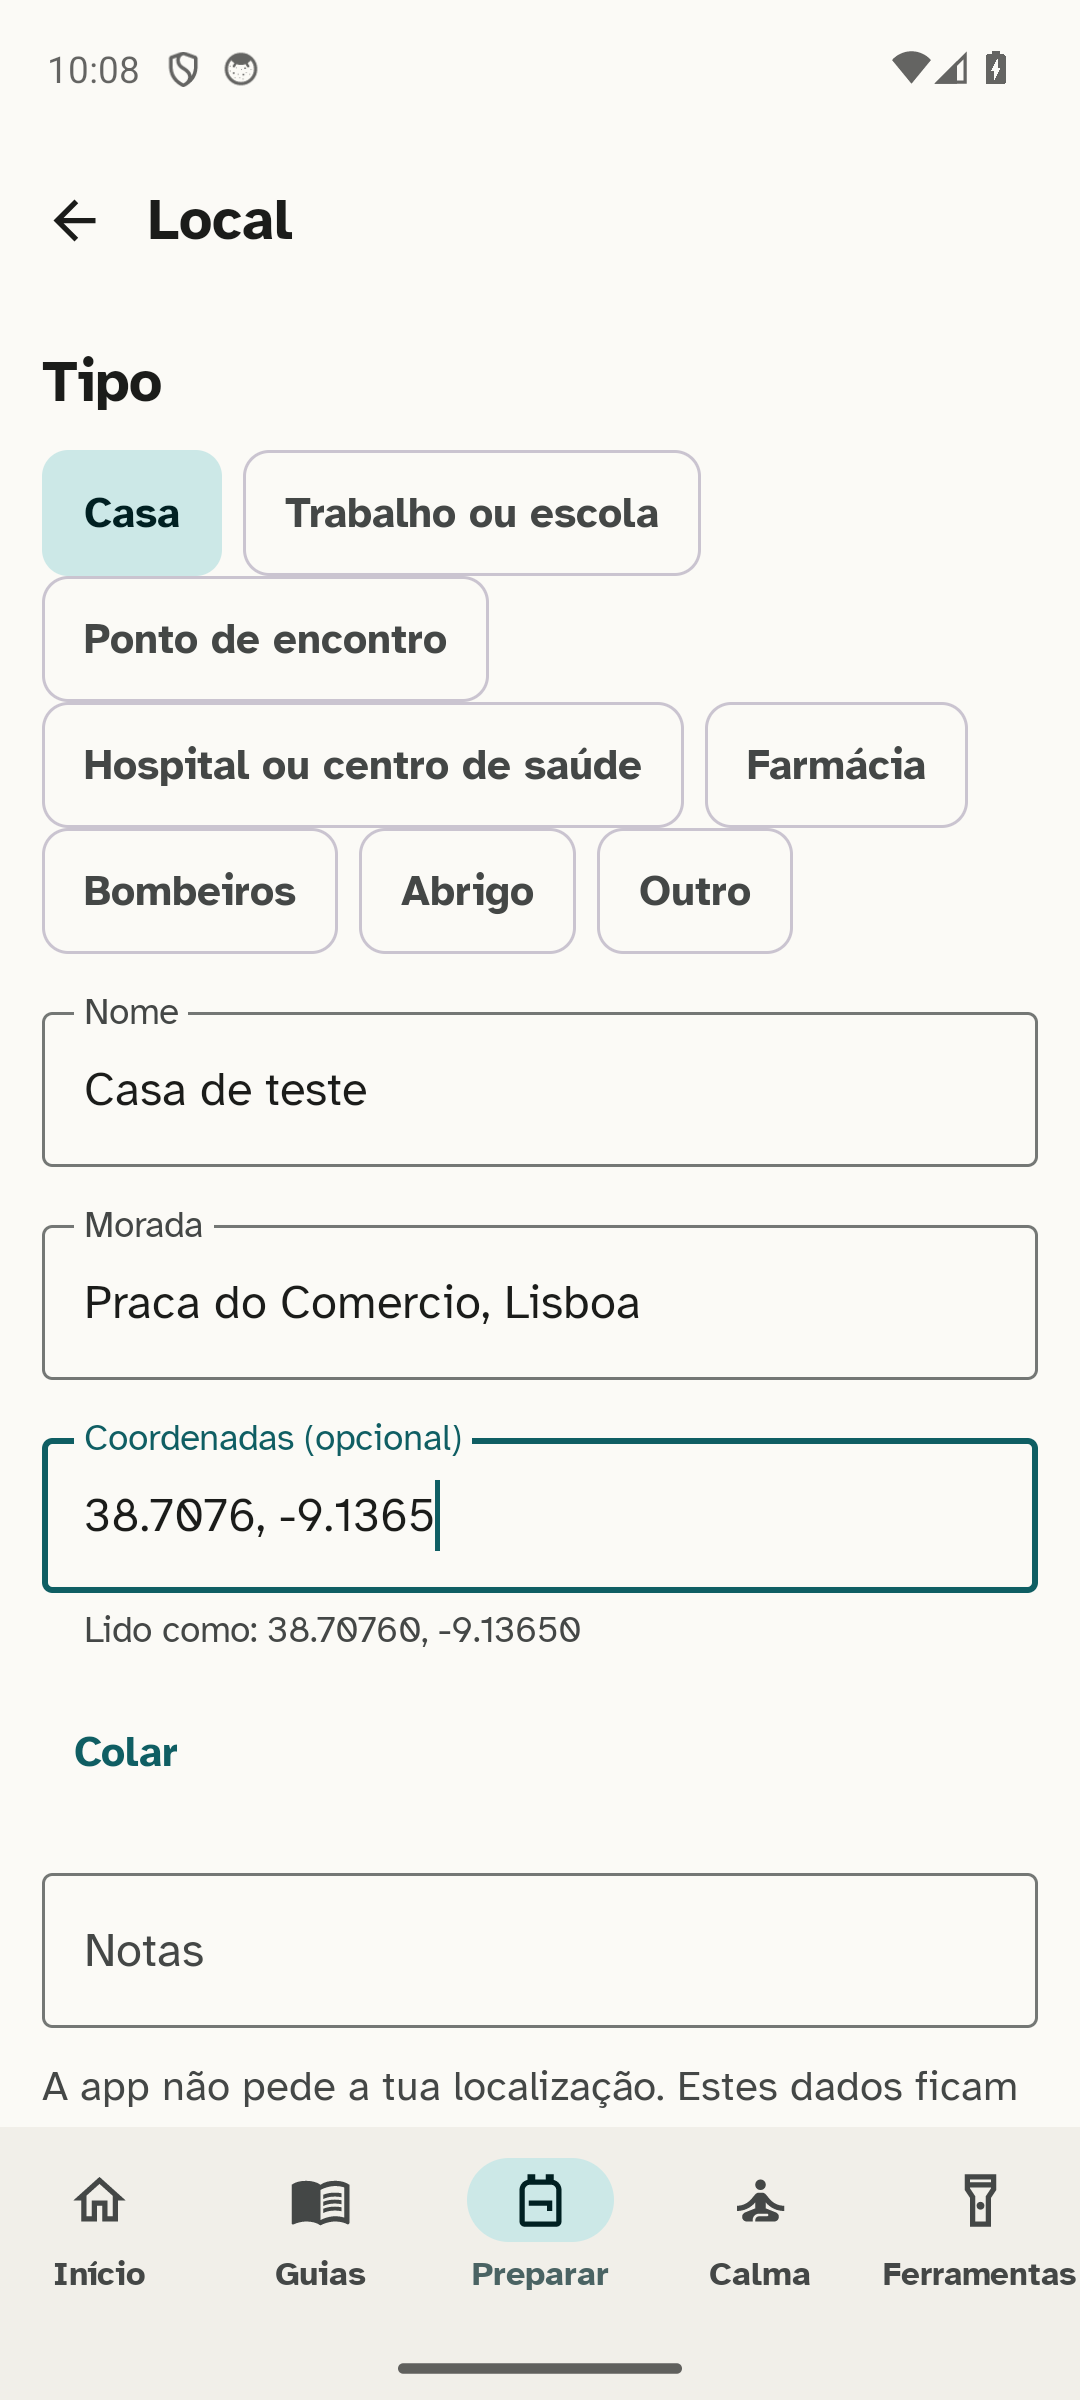 10:08
Local
Tipo
Casa
Trabalho ou escola
Ponto de encontro
Hospital ou centro de saúde
Farmácia
Bombeiros
Abrigo
Outro
Nome
Casa de teste
Morada
Praca do Comercio, Lisboa
Coordenadas (opcional)
38.7076, -9.1365
Lido como: 38.70760, -9.13650
Colar
Notas
A app não pede a tua localização. Estes dados ficam
Início
Guias
Preparar
Calma
Ferramentas